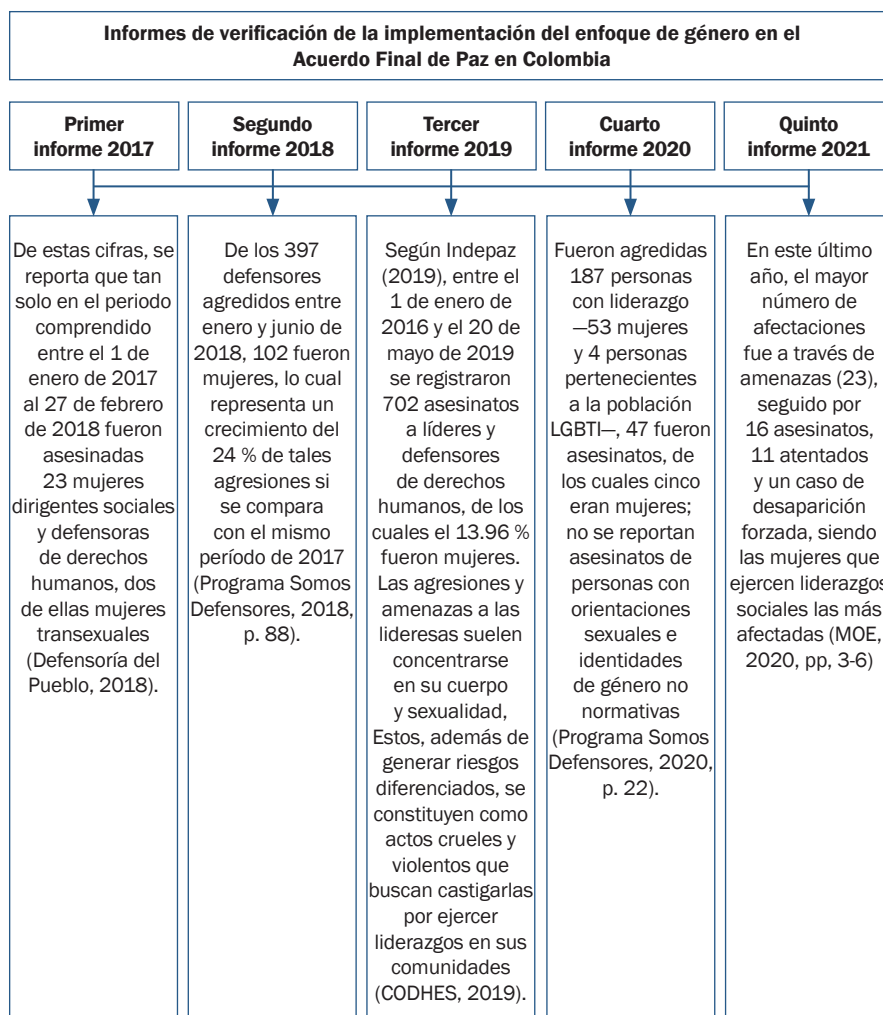 Informes de verificación de la implementación del enfoque de género en el
Acuerdo Final de Paz en Colombia
Primer
informe 2017
Segundo
informe 2018
Tercer
informe 2019
Cuarto
informe 2020
Quinto
informe 2021
De estas cifras, se
reporta que tan
solo en el periodo
comprendido
entre el 1 de
enero de 2017
al 27 de febrero
de 2018 fueron
asesinadas
23 mujeres
dirigentes sociales
y defensoras
de derechos
humanos, dos
de ellas mujeres
transexuales
(Defensoría del
Pueblo, 2018).
De los 397
defensores
agredidos entre
enero y junio de
2018, 102 fueron
mujeres, lo cual
representa un
crecimiento del
24 % de tales
agresiones si
se compara
con el mismo
período de 2017
(Programa Somos
Defensores, 2018,
p. 88).
Según Indepaz
(2019), entre el
1 de enero de
2016 y el 20 de
mayo de 2019
se registraron
702 asesinatos
a líderes y
defensores
de derechos
humanos, de los
cuales el 13.96 %
fueron mujeres.
Las agresiones y
amenazas a las
lideresas suelen
concentrarse
en su cuerpo
y sexualidad,
Estos, además de
generar riesgos
diferenciados, se
constituyen como
actos crueles y
violentos que
buscan castigarlas
por ejercer
liderazgos en sus
comunidades
(CODHES, 2019).
Fueron agredidas
187 personas
con liderazgo
—53 mujeres
y 4 personas
pertenecientes
a la población
LGBTI—, 47 fueron
asesinatos, de
los cuales cinco
eran mujeres;
no se reportan
asesinatos de
personas con
orientaciones
sexuales e
identidades
de género no
normativas
(Programa Somos
Defensores, 2020,
p. 22).
En este último
año, el mayor
número de
afectaciones
fue a través de
amenazas (23),
seguido por
16 asesinatos,
11 atentados
y un caso de
desaparición
forzada, siendo
las mujeres que
ejercen liderazgos
sociales las más
afectadas (MOE,
2020, pp, 3-6)